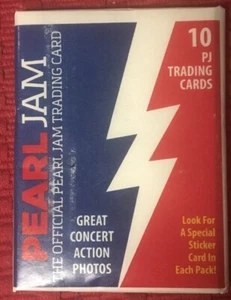 PEARL JAM
THE OFFICIAL PEARL JAM TRADING CARD
10
PJ
TRADING
CARDS
GREAT
CONCERT
ACTION
PHOTOS
Look For
A Special
Sticker
Card In
Each Pack!